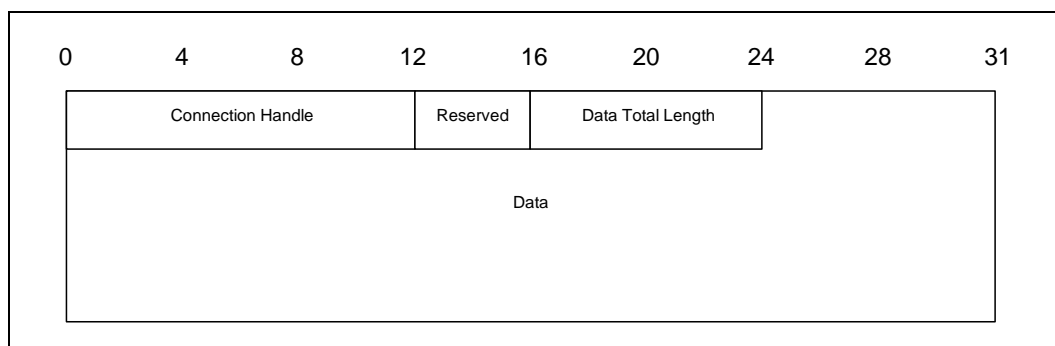 0 4 8 12 16 20 24 28 31
Connection Handle Reserved Data Total Length
Data